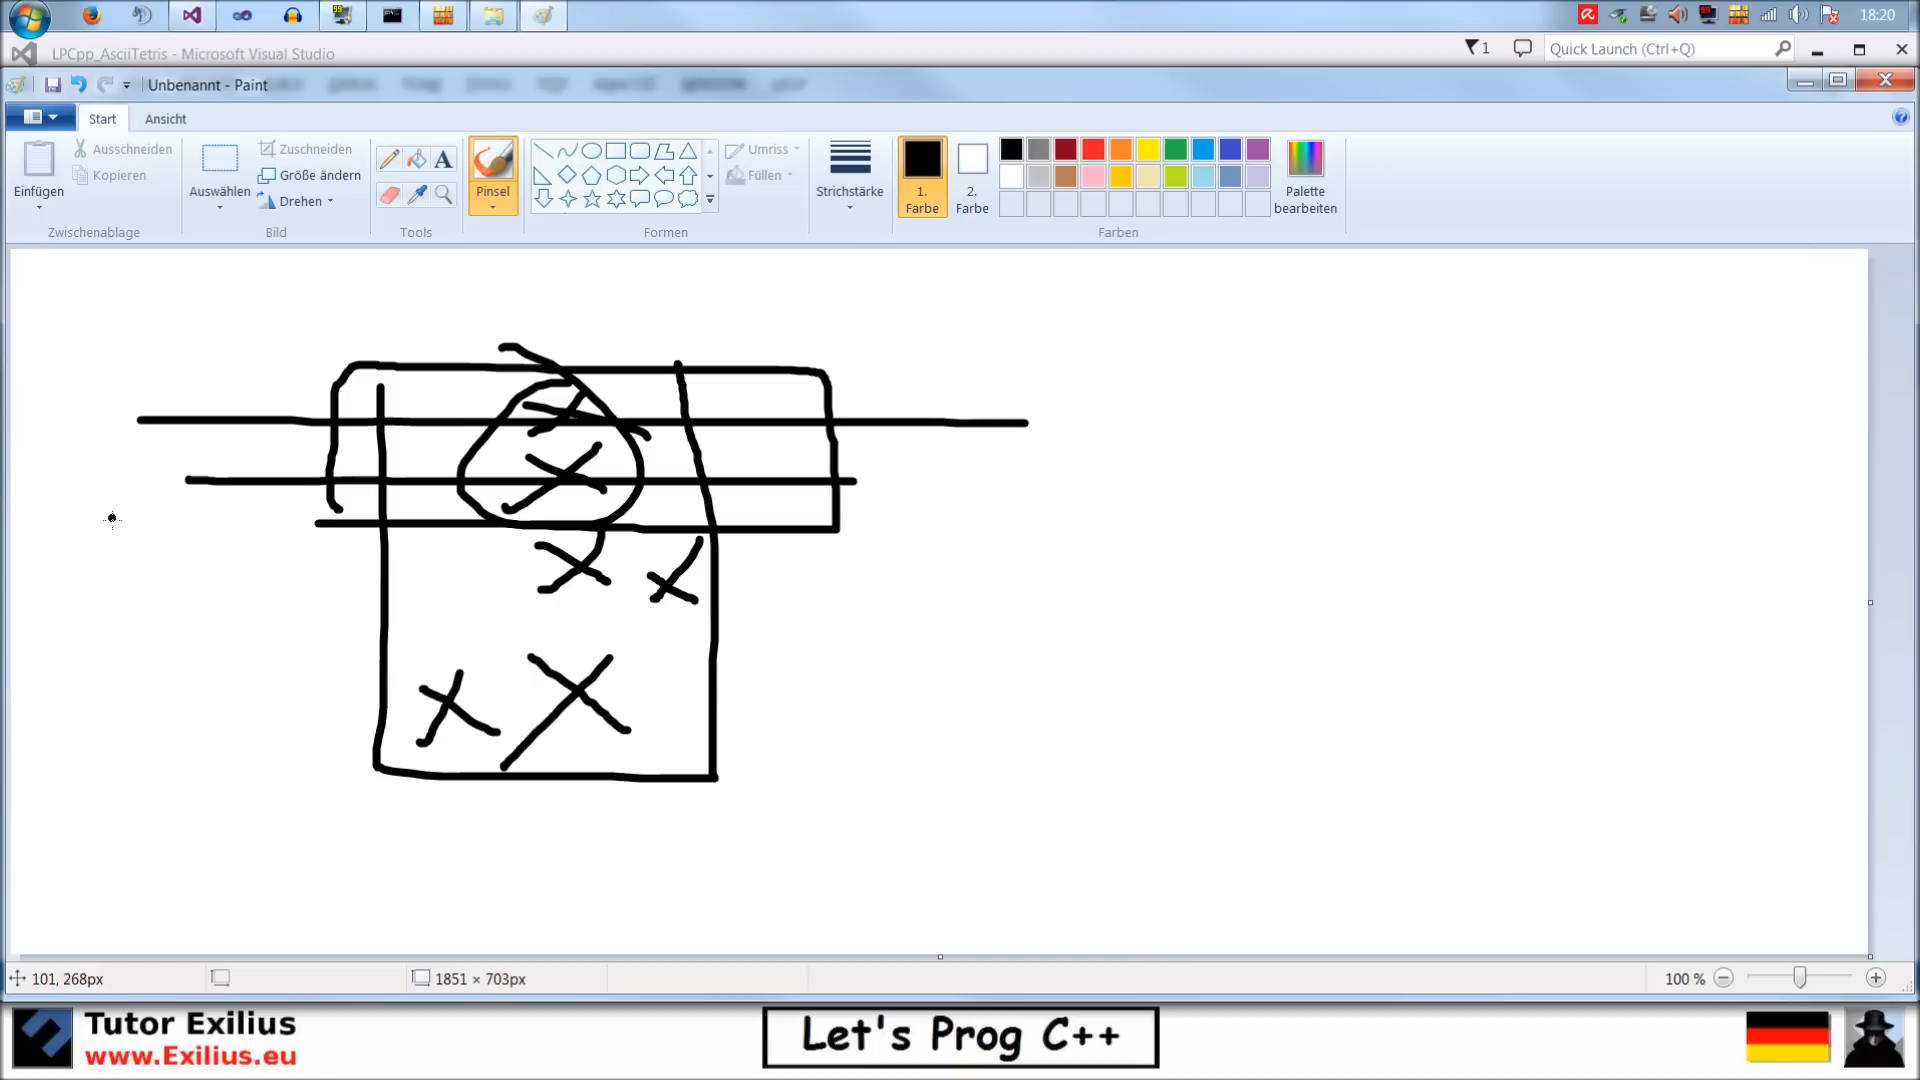 18:20
LPCpp_AsciiTetris - Microsoft Visual Studio
1
Quick Launch (Ctrl+Q)
Unbenannt - Paint
Start
Ansicht
Einfügen
Ausschneiden
Kopieren
Zwischenablage
Auswählen
Zuschneiden
Größe ändern
Drehen
Bild
A
Tools
Pinsel
Umriss
Füllen
Formen
Strichstärke
1.
Farbe
2.
Farbe
Palette
bearbeiten
Farben
101, 268px
1851 × 703px
100 %
Tutor Exilius
www.Exilius.eu
Let's Prog C++